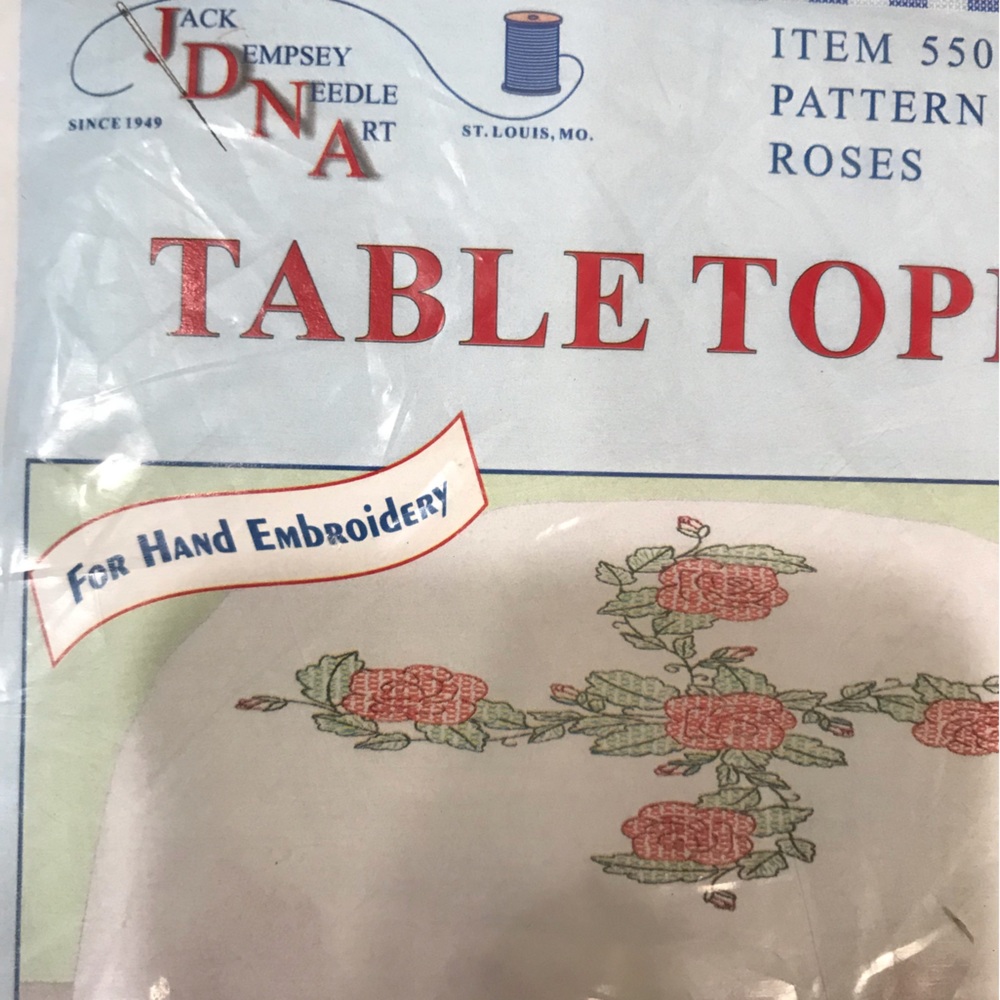 JACK
DEMPSEY
NEEDLE
ART
SINCE 1949
ST. LOUIS, MO.
ITEM 550
PATTERN
ROSES
TABLE TOP
FOR HAND EMBROIDERY